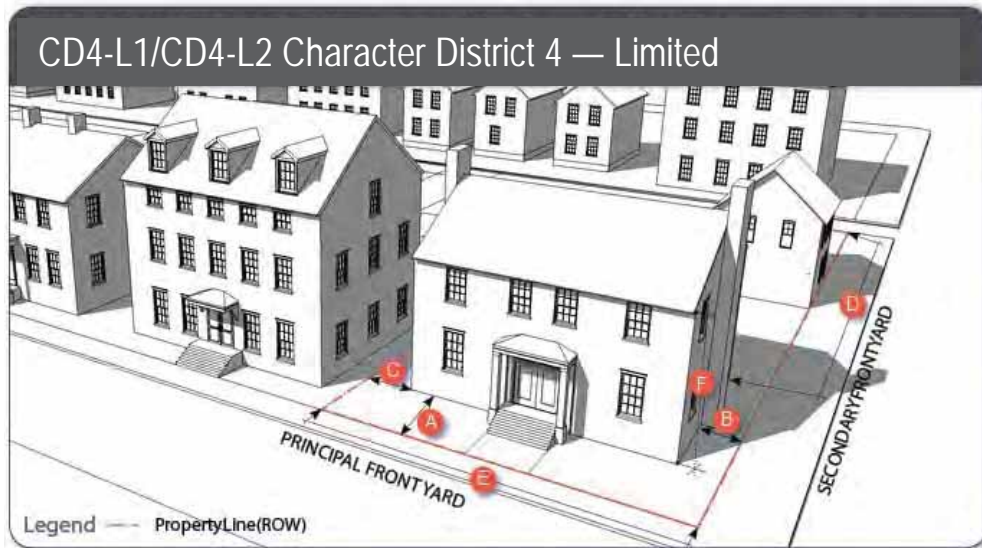 CD4-L1/CD4-L2 Character District 4 — Limited
D
C
F
A
B
E
PRINCIPAL FRONTYARD
SECONDARYFRONTYARD
Legend
PropertyLine(ROW)